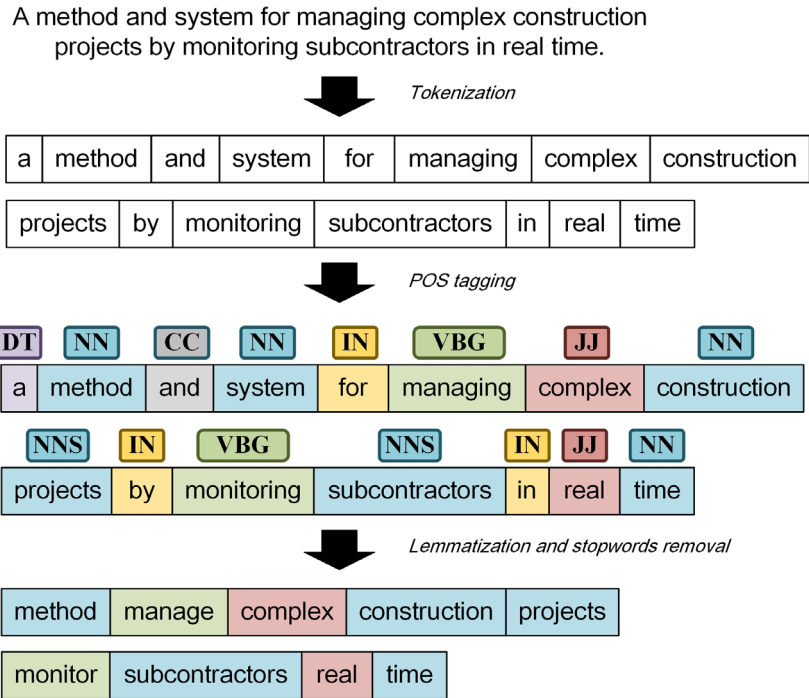 A method and system for managing complex construction
projects by monitoring subcontractors in real time.
Tokenization
a method and system for managing complex construction
projects by monitoring subcontractors in real time
POS tagging
DT NN CC NN IN VBG JJ NN
a method and system for managing complex construction
NNS IN VBG NNS IN JJ NN
projects by monitoring subcontractors in real time
Lemmatization and stopwords removal
method manage complex construction projects
monitor subcontractors real time